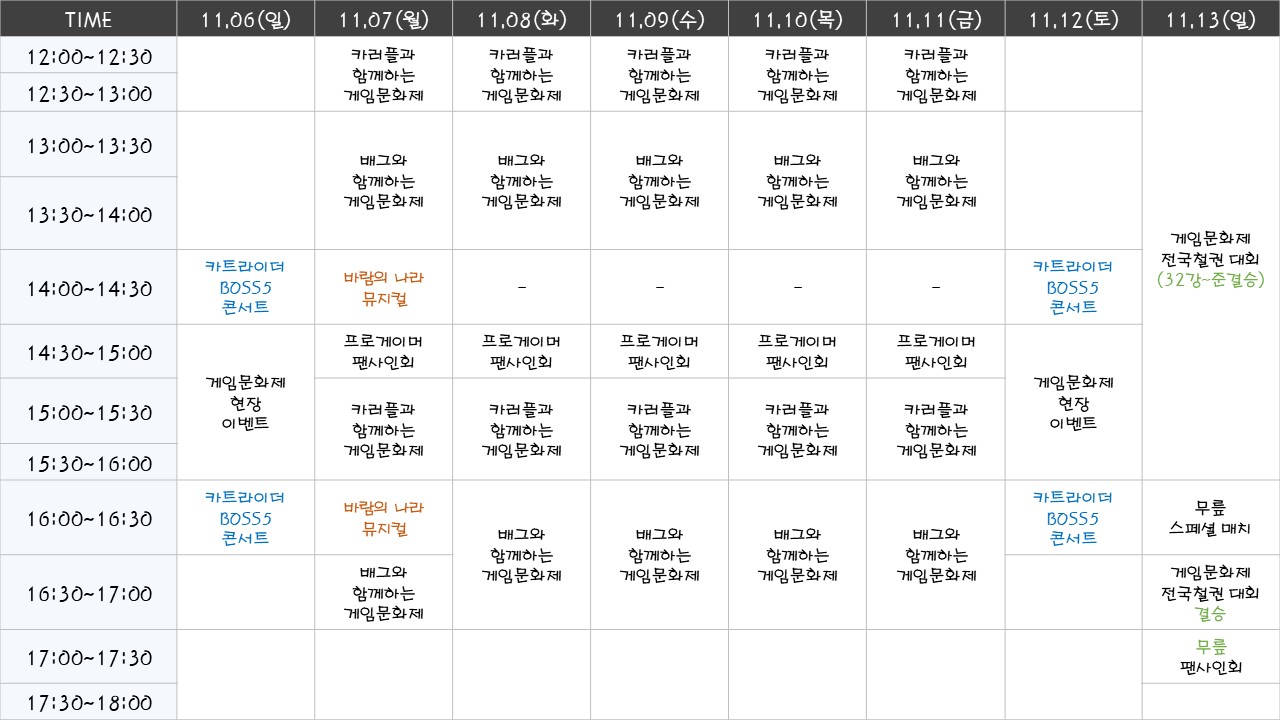 TIME 11.06(일) 11.07(월) 11.08(화) 11.09(수) 11.10(목) 11.11(금) 11.12(토) 11.13(일)
12:00~12:30
12:30~13:00
카러플과
함께하는
게임문화제
카러플과
함께하는
게임문화제
카러플과
함께하는
게임문화제
카러플과
함께하는
게임문화제
카러플과
함께하는
게임문화제
게임문화제
전국철권 대회
(32강~준결승)
13:00~13:30
13:30~14:00
배그와
함께하는
게임문화제
배그와
함께하는
게임문화제
배그와
함께하는
게임문화제
배그와
함께하는
게임문화제
배그와
함께하는
게임문화제
14:00~14:30
카트라이더
BOSS5
콘서트
바람의 나라
뮤지컬
-
-
-
-
카트라이더
BOSS5
콘서트
14:30~15:00
게임문화제
현장
이벤트
프로게이머
팬사인회
프로게이머
팬사인회
프로게이머
팬사인회
프로게이머
팬사인회
프로게이머
팬사인회
게임문화제
현장
이벤트
15:00~15:30
15:30~16:00
카러플과
함께하는
게임문화제
카러플과
함께하는
게임문화제
카러플과
함께하는
게임문화제
카러플과
함께하는
게임문화제
카러플과
함께하는
게임문화제
16:00~16:30
카트라이더
BOSS5
콘서트
바람의 나라
뮤지컬
배그와
함께하는
게임문화제
배그와
함께하는
게임문화제
배그와
함께하는
게임문화제
배그와
함께하는
게임문화제
카트라이더
BOSS5
콘서트
무릎
스페셜 매치
16:30~17:00
배그와
함께하는
게임문화제
게임문화제
전국철권 대회
결승
17:00~17:30
무릎
팬사인회
17:30~18:00